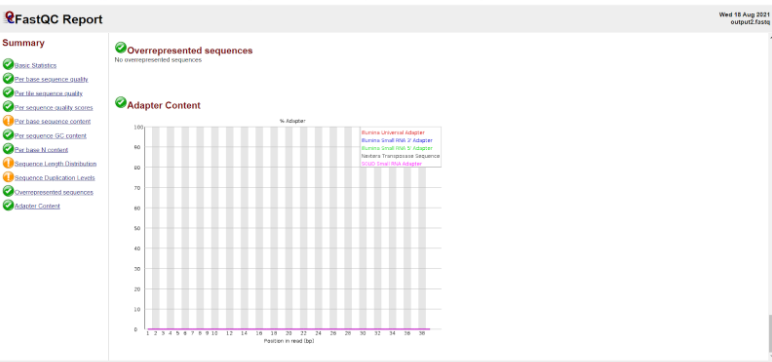 FastQC Report
Wed 18 Aug 2021
output2.fastq
Summary
Basic Statistics
Per base sequence quality
Per tile sequence quality
Per sequence quality scores
Per base sequence content
Per sequence GC content
Per base N content
Sequence Length Distribution
Sequence Duplication Levels
Overrepresented sequences
Adapter Content
Overrepresented sequences
No overrepresented sequences
Adapter Content
% Adapter
100
Illumina Universal Adapter
Illumina Small RNA 3' Adapter
Illumina Small RNA 5' Adapter
Nextera Transposase Sequence
SOLID Small RNA Adapter
90
80
70
60
50
40
30
20
10
0
1 2 3 4 5 6 7 8 9 10 12 14 16 18 20 22 24 26 28 30 32 34 36 38
Position in read (bp)